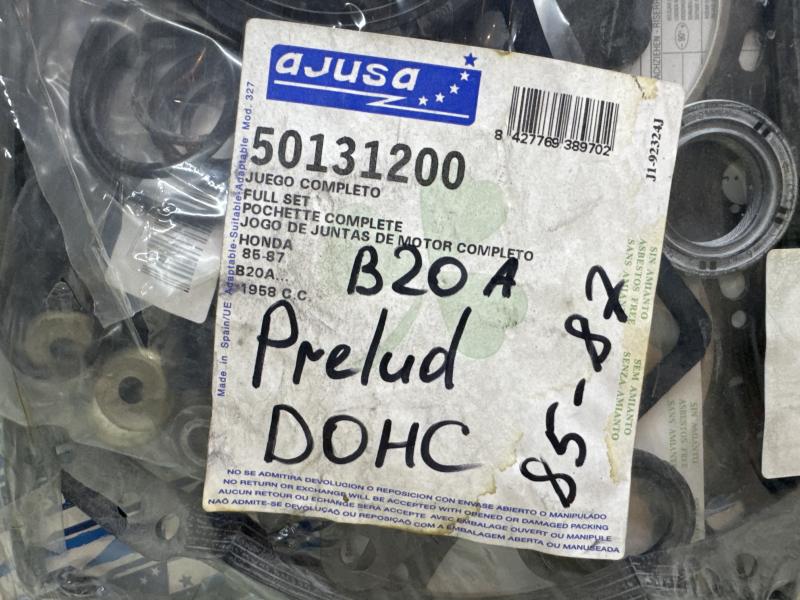 ajusa
8 427769 389702
J1-92324J
50131200
JUEGO COMPLETO
FULL SET
POCHETTE COMPLETE
JOGO DE JUNTAS DE MOTOR COMPLETO
HONDA
85-87
B20A...
1958 C.C.
B20A
Prelud
DOHC
85-87
Made in Spain/UE Adaptable-Suitable-Adaptable Mod. 327
SIN AMIANTO
ASBESTOS FREE
SANS AMIANTE
SEM AMIANTO
SENZA AMIANTO
NO SE ADMITIRA DEVOLUCION O REPOSICION CON ENVASE ABIERTO O MANIPULADO
NO RETURN OR EXCHANGE WILL BE ACCEPTED WITH OPENED OR DAMAGED PACKING
AUCUN RETOUR OU ECHANGE SERA ACCEPTE AVEC EMBALAGE OUVERT OU MANIPULE
NAÕ ADMITE-SE DEVOLUÇÃO OU REPOSIÇÃO COM A EMBALAGEM ABERTA OU MANUSEADA